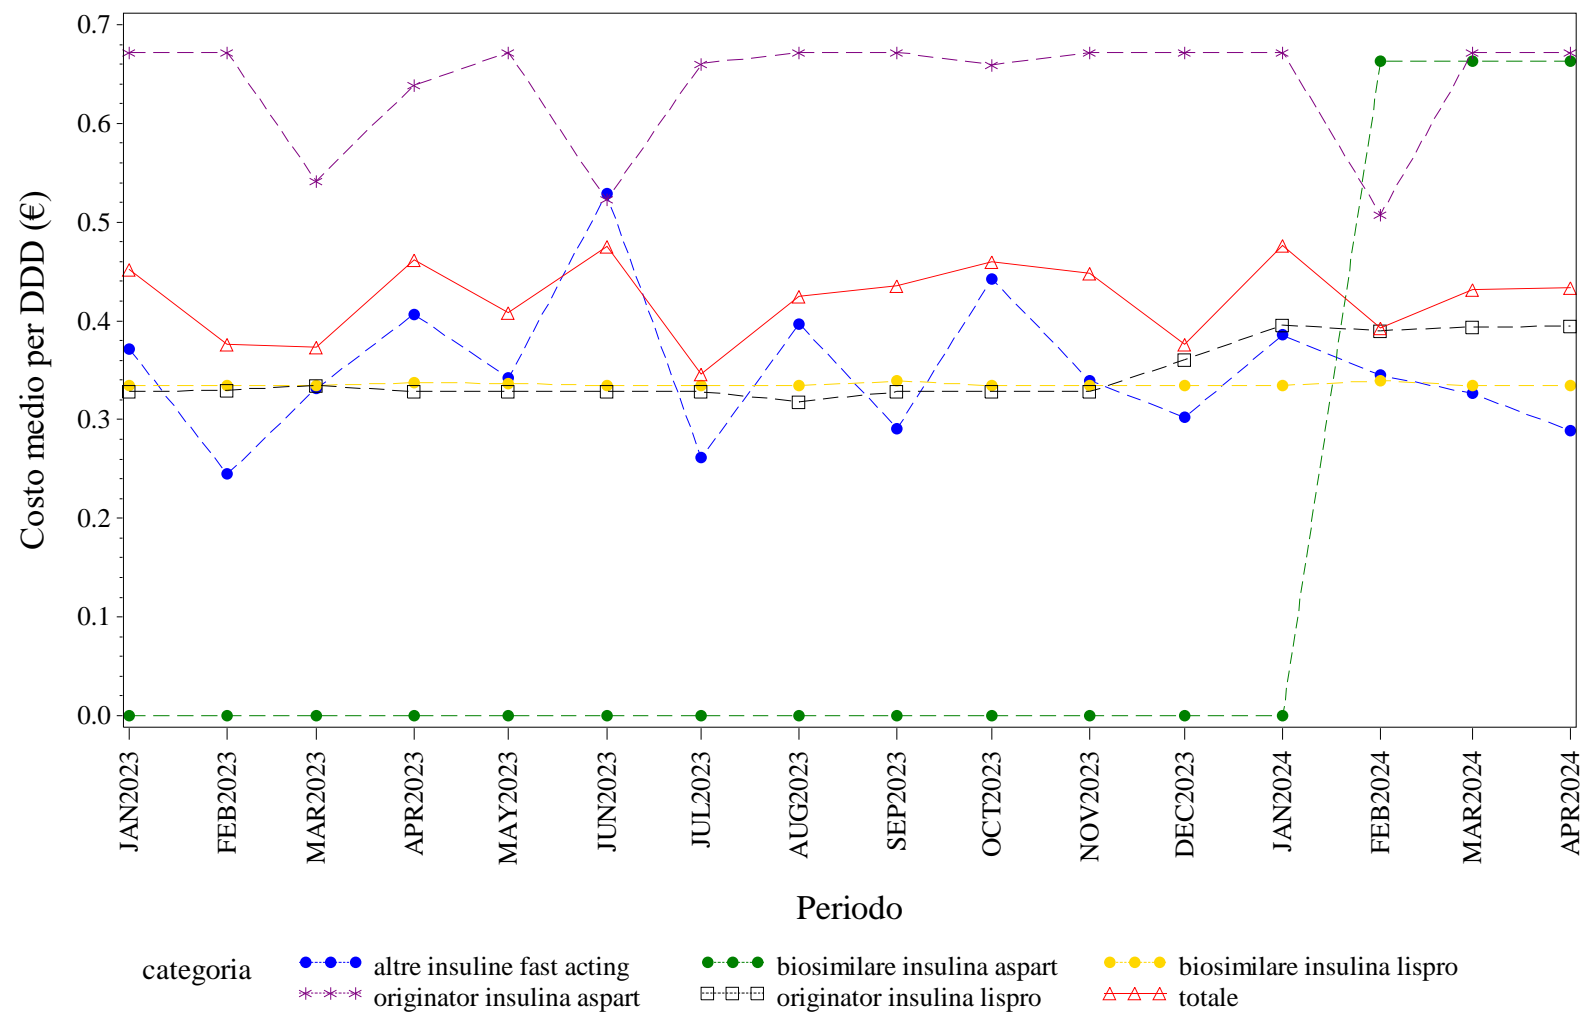 Costo medio per DDD (€)
0.7
0.6
0.5
0.4
0.3
0.2
0.1
0.0
JAN2023
FEB2023
MAR2023
APR2023
MAY2023
JUN2023
JUL2023
AUG2023
SEP2023
OCT2023
NOV2023
DEC2023
JAN2024
FEB2024
MAR2024
APR2024
Periodo
categoria
altre insuline fast acting
biosimilare insulina aspart
biosimilare insulina lispro
originator insulina aspart
originator insulina lispro
totale